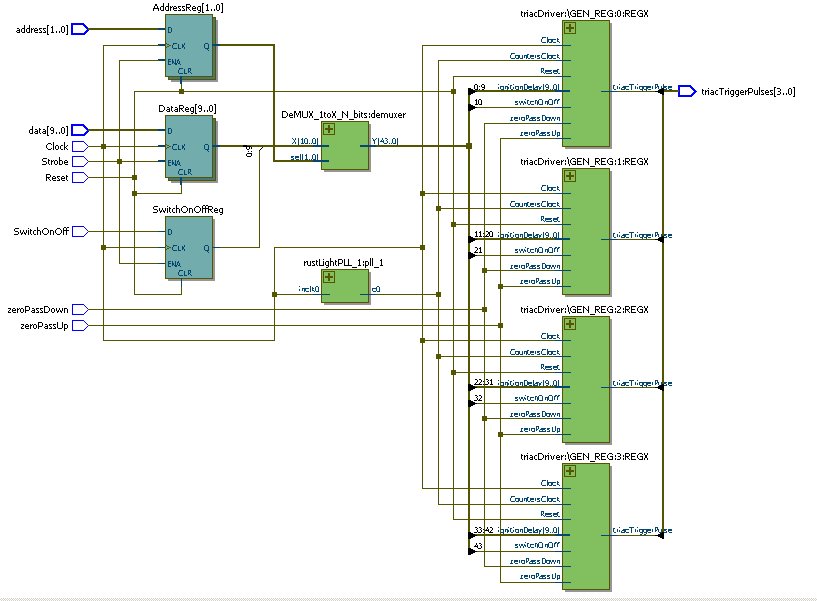 AddressReg[1..0]
address[1..0]
D
CLK
Q
ENA
CLR
DataReg[9..0]
data[9..0]
D
Clock
CLK
Q
Strobe
ENA
Reset
CLR
0:9
SwitchOnOffReg
SwitchOnOff
D
CLK
Q
ENA
CLR
zeroPassDown
zeroPassUp
DeMUX_1toX_N_bits:demuxer
X[10..0]
Y[43..0]
sel[1..0]
rustLightPLL_1:pll_1
inclk0
c0
triacDriver:\GEN_REG:0:REGX
Clock
CountersClock
Reset
0:9
ignitionDelay[9..0]
triacTriggerPulse
triacTriggerPulses[3..0]
10
switchOnOff
zeroPassDown
zeroPassUp
triacDriver:\GEN_REG:1:REGX
Clock
CountersClock
Reset
11:20
ignitionDelay[9..0]
triacTriggerPulse
21
switchOnOff
zeroPassDown
zeroPassUp
triacDriver:\GEN_REG:2:REGX
Clock
CountersClock
Reset
22:31
ignitionDelay[9..0]
triacTriggerPulse
32
switchOnOff
zeroPassDown
zeroPassUp
triacDriver:\GEN_REG:3:REGX
Clock
CountersClock
Reset
33:42
ignitionDelay[9..0]
triacTriggerPulse
43
switchOnOff
zeroPassDown
zeroPassUp